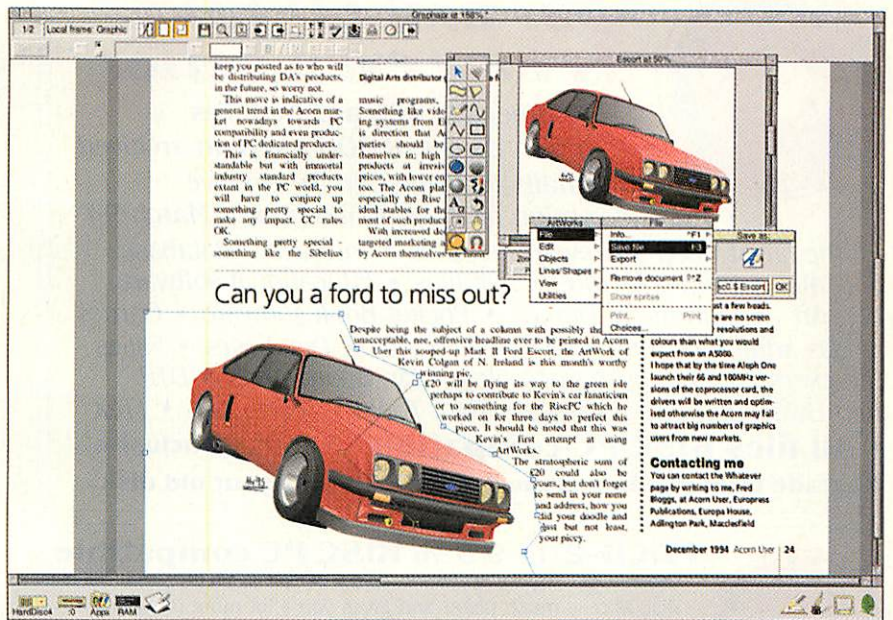 Graphapr at 188% *
1/2 Local frame: Graphic
keep you posted as to who will
be distributing DA's products,
in the future, so worry not.
This move is indicative of a
general trend in the Acorn mar-
ket nowadays towards PC
compatibility and even produc-
tion of PC dedicated products.
This is financially under-
standable but with immortal
industry standard products
extant in the PC world, you
will have to conjure up
something pretty special to
make any impact. CC rules
OK.
Something pretty special -
something like the Sibelius
Digital Arts distributor
music programs,
Something like vide
ing systems from E
is direction that A
parties should be
themselves in: high
products at irresis
prices, with lower en
too. The Acorn plat
especially the Risc
ideal stables for the
ment of such product
With increased de
targeted marketing a
by Acorn themselves
Escort at 50%
ArtWorks
File
Edit
Objects
Lines/Shapes
View
Utilities
File
Info... ^F1
Save file F3
Export
Remove document ⇧^Z
Show sprites
Print... Print
Choices...
Save as:
$ Escort OK
Can you a ford to miss out?
Despite being the subject of a column with possibly the
unacceptable, nee, offensive headline ever to be printed in Acorn
User this souped-up Mark II Ford Escort, the ArtWork of
Kevin Colgan of N. Ireland is this month's worthy
winning pic.
£20 will be flying its way to the green isle
perhaps to contribute to Kevin's car fanaticism
or to something for the RiscPC which he
worked on for three days to perfect this
piece. It should be noted that this was
Kevin's first attempt at using
ArtWorks.
The stratospheric sum of
£20 could also be
yours, but don't forget
to send in your name
and address, how you
did your doodle and
just but not least,
your piccy.
st a few heads.
re are no screen
resolutions and
colours than what you would
expect from an A5000.
I hope that by the time Aleph One
launch their 66 and 100MHz ver-
sions of the coprocessor card, the
drivers will be written and optim-
ised otherwise the Acorn may fail
to attract big numbers of graphics
users from new markets.
Contacting me
You can contact the Whatever
page by writing to me, Fred
Bloggs, at Acorn User, Europress
Publications, Europa House,
Adlington Park, Macclesfield
December 1994 Acorn User 24
HardDisc4 :0 Apps RAM